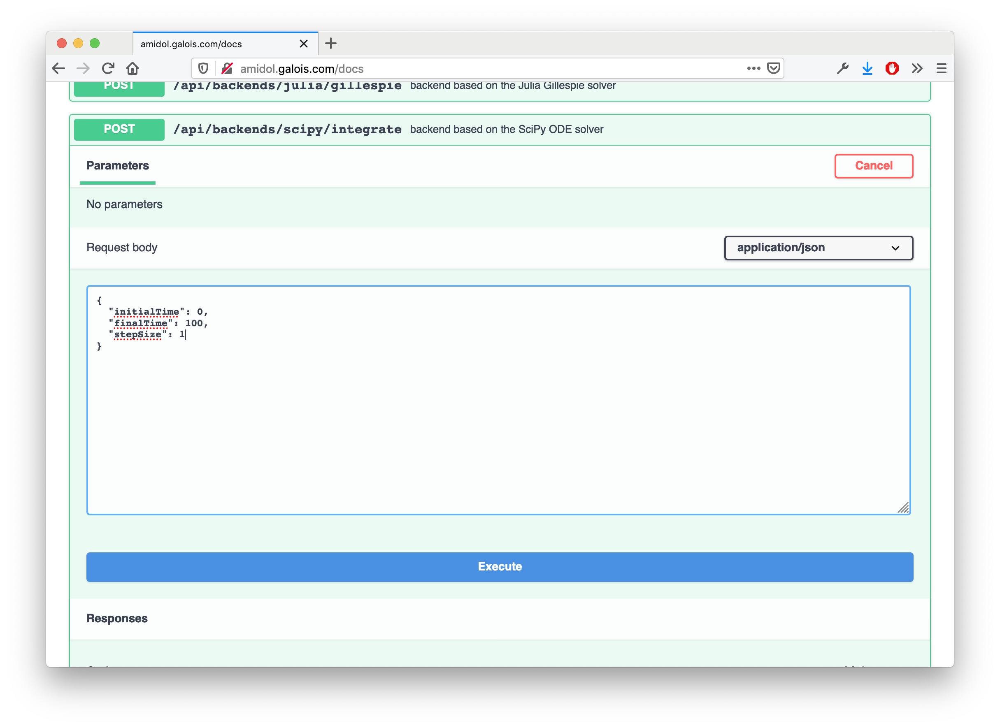 amidol.galois.com/docs
amidol.galois.com/docs
POST /api/backends/julia/gillespie backend based on the Julia Gillespie solver
POST /api/backends/scipy/integrate backend based on the SciPy ODE solver
Parameters Cancel
No parameters
Request body application/json
{
"initialTime": 0,
"finalTime": 100,
"stepSize": 1
}
Execute
Responses